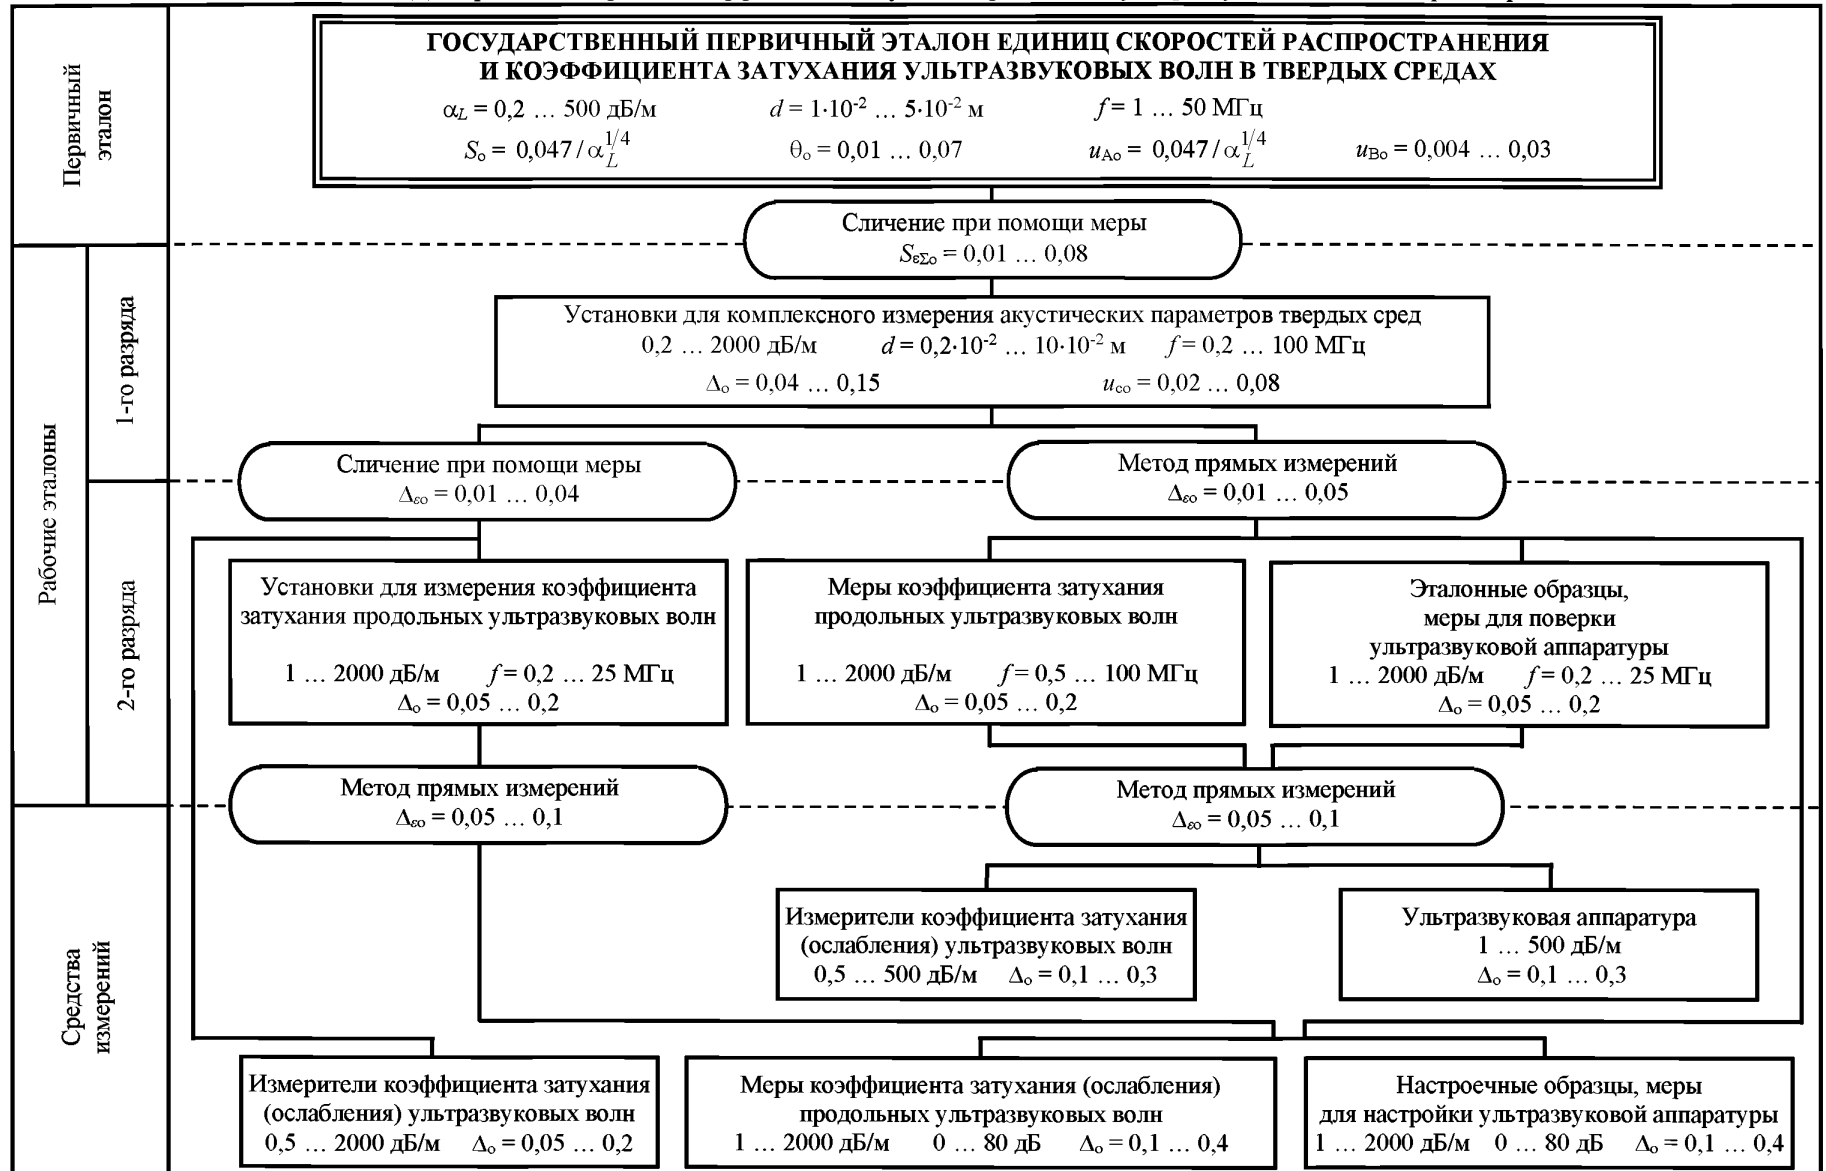 ГОСУДАРСТВЕННЫЙ ПЕРВИЧНЫЙ ЭТАЛОН ЕДИНИЦ СКОРОСТЕЙ РАСПРОСТРАНЕНИЯ
И КОЭФФИЦИЕНТА ЗАТУХАНИЯ УЛЬТРАЗВУКОВЫХ ВОЛН В ТВЕРДЫХ СРЕДАХ
αL = 0,2 … 500 дБ/м d = 1·10⁻² … 5·10⁻² м f = 1 … 50 МГц
Sо = 0,047 / αL^1/4 θо = 0,01 … 0,07 uАо = 0,047 / αL^1/4 uВо = 0,004 … 0,03
Первичный
эталон
Сличение при помощи меры
SεΣо = 0,01 … 0,08
Рабочие эталоны
1-го разряда
Установки для комплексного измерения акустических параметров твердых сред
0,2 … 2000 дБ/м d = 0,2·10⁻² … 10·10⁻² м f = 0,2 … 100 МГц
Δо = 0,04 … 0,15 uсо = 0,02 … 0,08
Сличение при помощи меры
Δεо = 0,01 … 0,04
Метод прямых измерений
Δεо = 0,01 … 0,05
2-го разряда
Установки для измерения коэффициента
затухания продольных ультразвуковых волн
1 … 2000 дБ/м f = 0,2 … 25 МГц
Δо = 0,05 … 0,2
Меры коэффициента затухания
продольных ультразвуковых волн
1 … 2000 дБ/м f = 0,5 … 100 МГц
Δо = 0,05 … 0,2
Эталонные образцы,
меры для поверки
ультразвуковой аппаратуры
1 … 2000 дБ/м f = 0,2 … 25 МГц
Δо = 0,05 … 0,2
Метод прямых измерений
Δεо = 0,05 … 0,1
Метод прямых измерений
Δεо = 0,05 … 0,1
Средства
измерений
Измерители коэффициента затухания
(ослабления) ультразвуковых волн
0,5 … 500 дБ/м Δо = 0,1 … 0,3
Ультразвуковая аппаратура
1 … 500 дБ/м
Δо = 0,1 … 0,3
Измерители коэффициента затухания
(ослабления) ультразвуковых волн
0,5 … 2000 дБ/м Δо = 0,05 … 0,2
Меры коэффициента затухания (ослабления)
продольных ультразвуковых волн
1 … 2000 дБ/м 0 … 80 дБ Δо = 0,1 … 0,4
Настроечные образцы, меры
для настройки ультразвуковой аппаратуры
1 … 2000 дБ/м 0 … 80 дБ Δо = 0,1 … 0,4